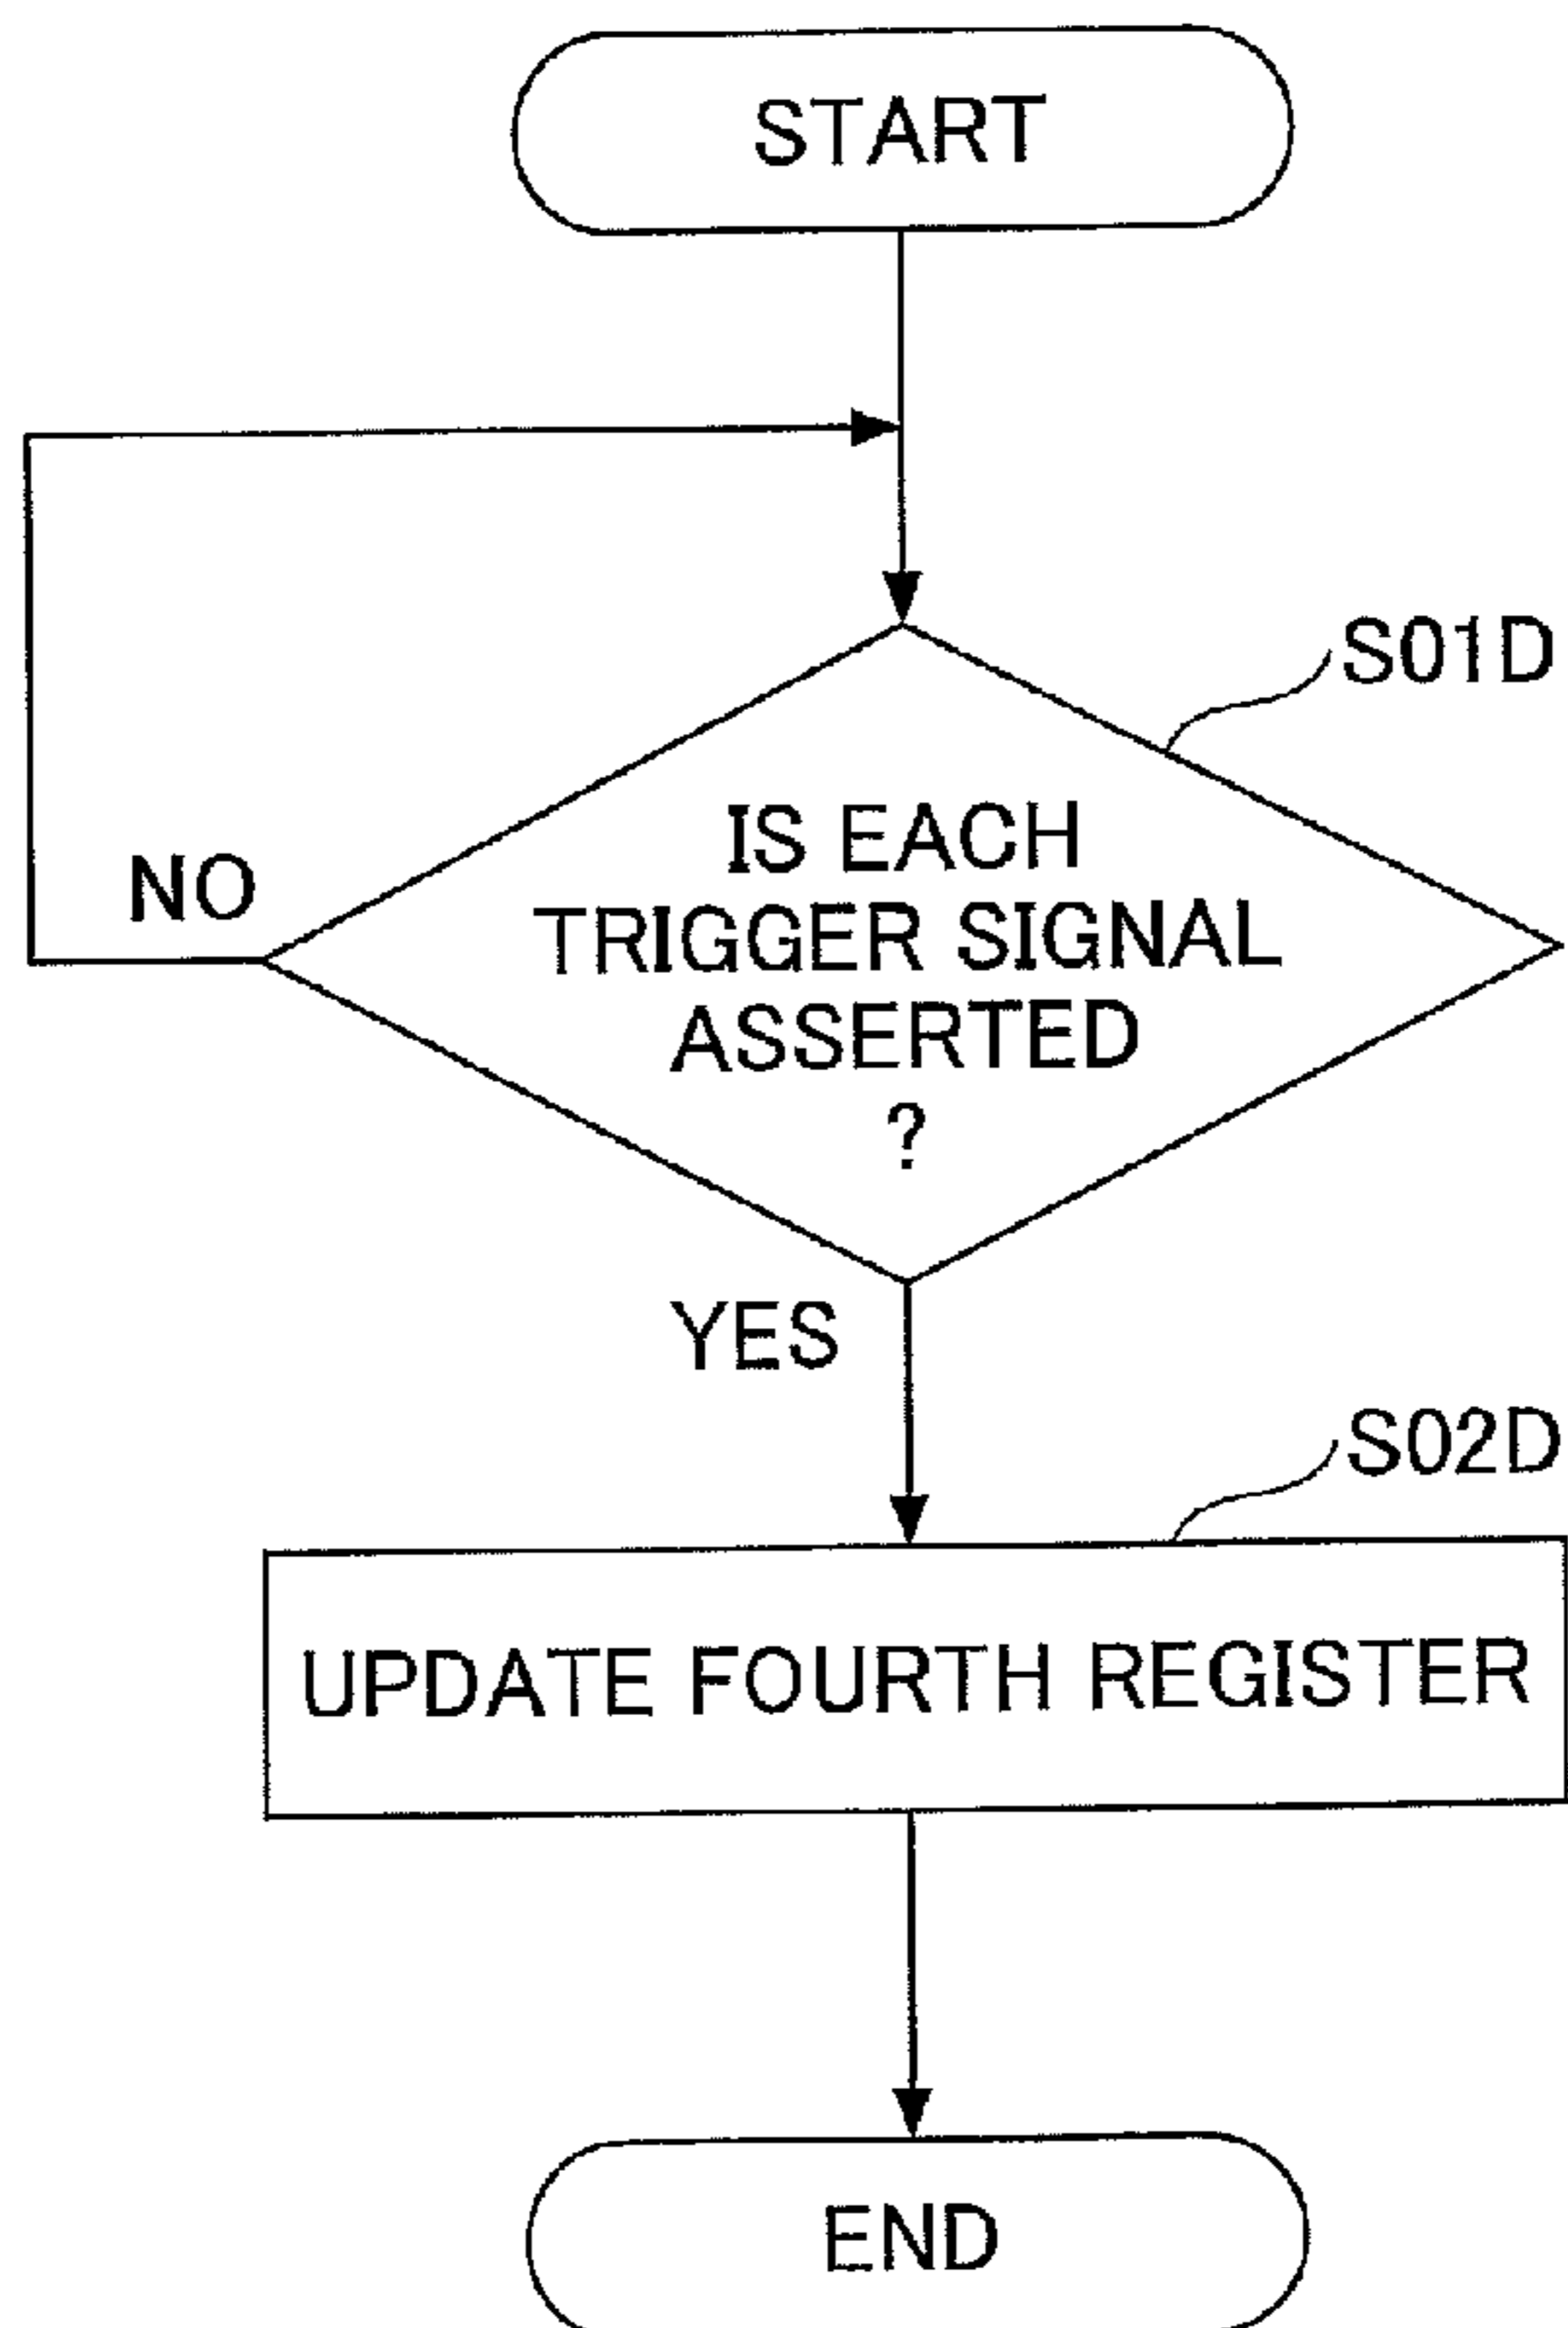 START
S01D
IS EACH
TRIGGER SIGNAL
ASSERTED
?
NO
YES
S02D
UPDATE FOURTH REGISTER
END